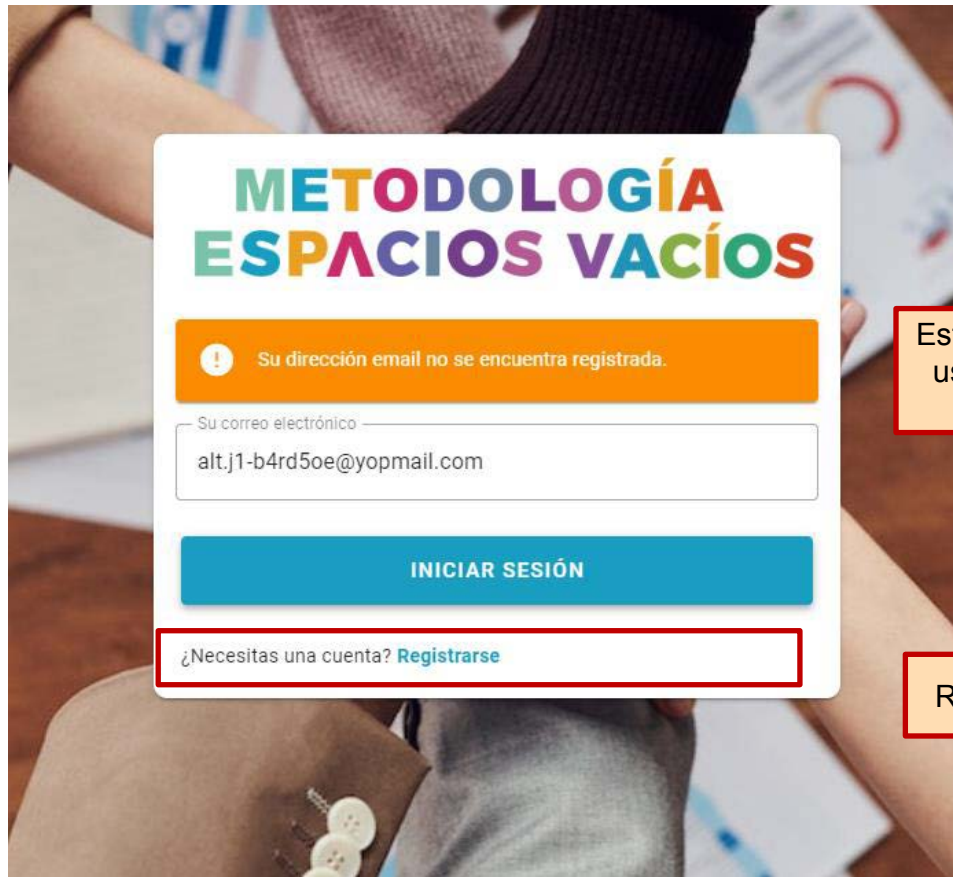 METODOLOGÍA
ESPACIOS VACÍOS
Su dirección email no se encuentra registrada.
Su correo electrónico
alt.j1-b4rd5oe@yopmail.com
INICIAR SESIÓN
¿Necesitas una cuenta? Registrarse